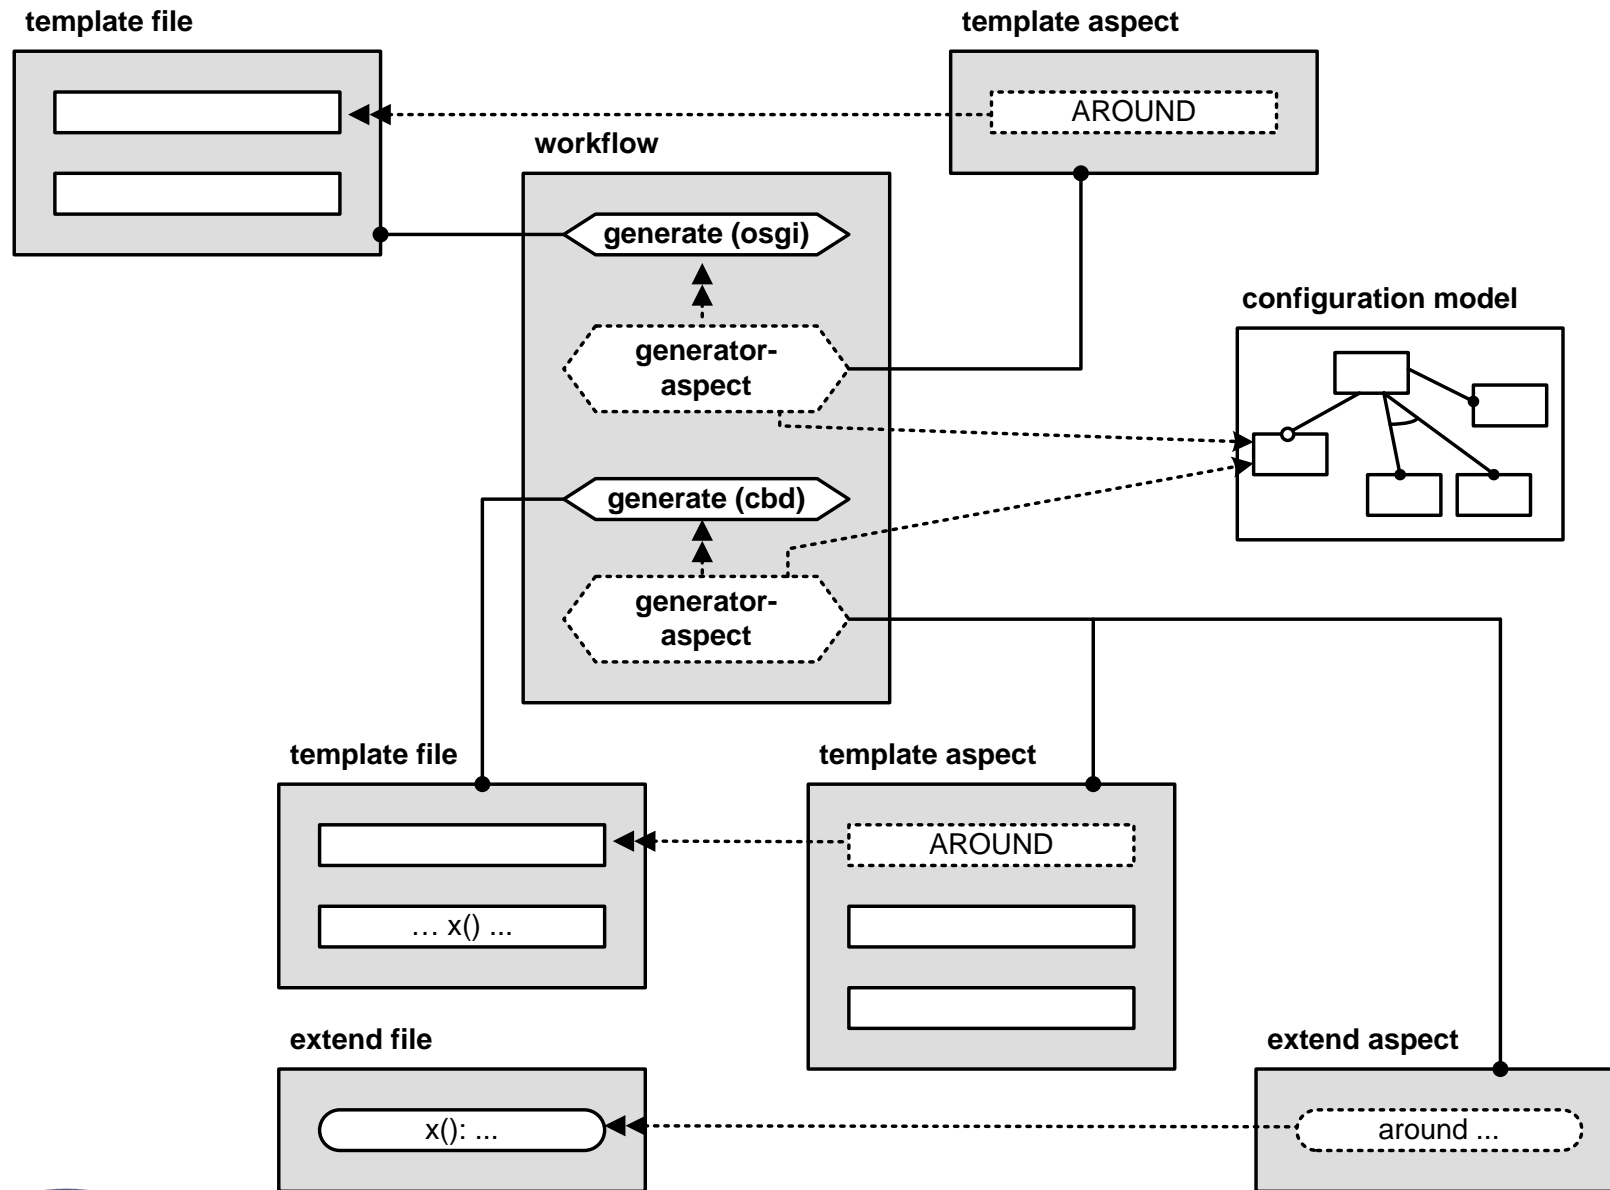 template file
template aspect
AROUND
workflow
generate (osgi)
configuration model
generator-
aspect
generate (cbd)
generator-
aspect
template file
template aspect
AROUND
… x() ...
extend file
extend aspect
x(): ...
around ...